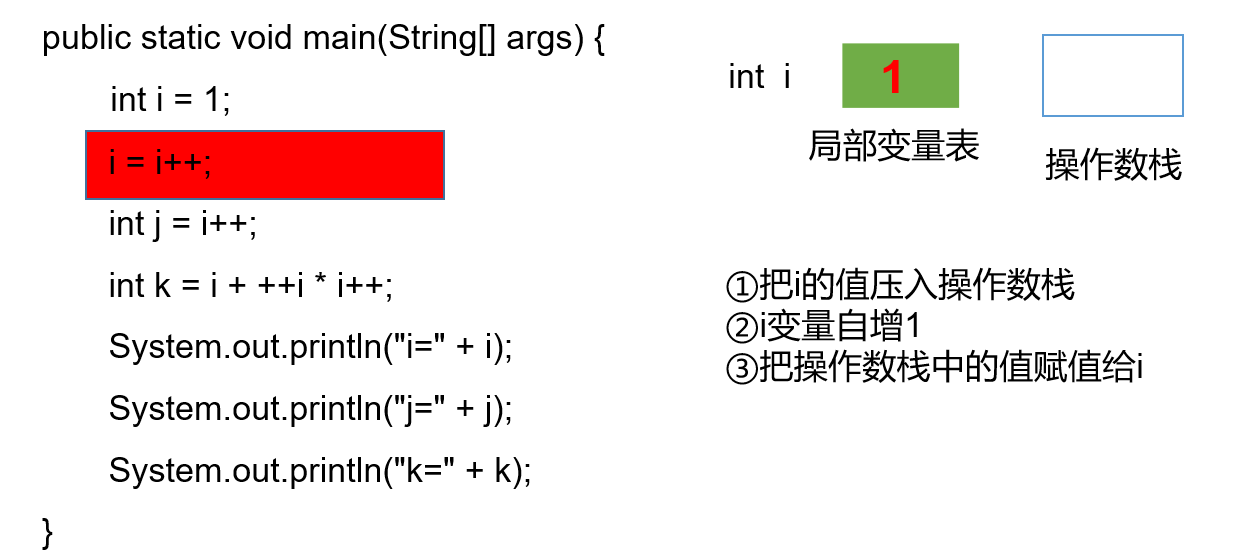 public static void main(String[] args) {
int i = 1;
i = i++;
int j = i++;
int k = i + ++i * i++;
System.out.println("i=" + i);
System.out.println("j=" + j);
System.out.println("k=" + k);
}
int i
1
局部变量表
操作数栈
①把i的值压入操作数栈
②i变量自增1
③把操作数栈中的值赋值给i